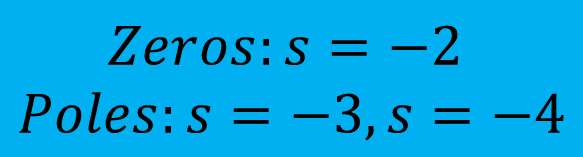 Zeros: s = −2
Poles: s = −3, s = −4